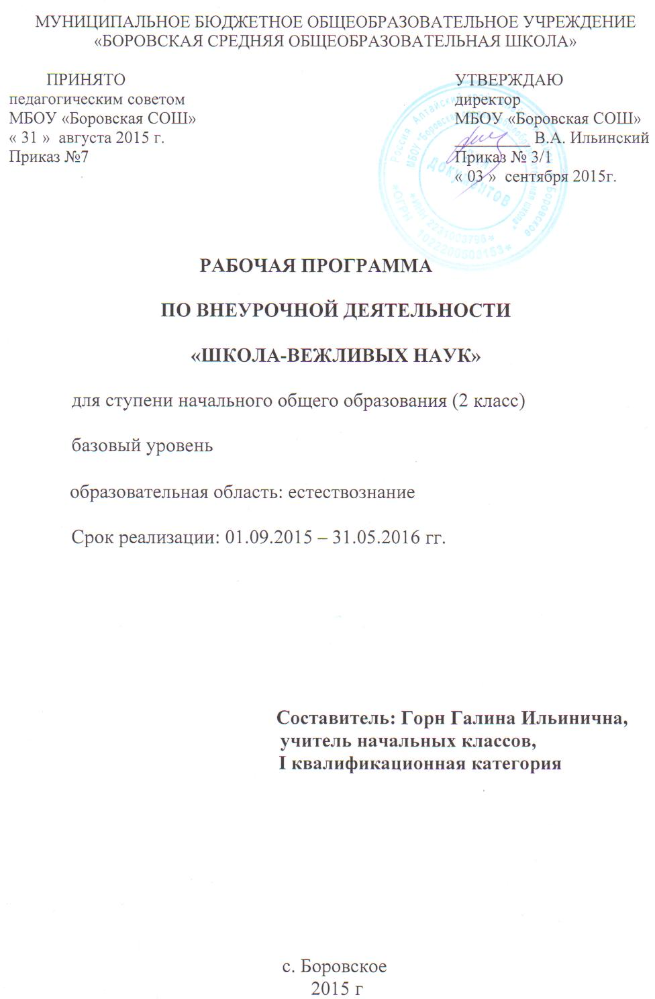 МУНИЦИПАЛЬНОЕ БЮДЖЕТНОЕ ОБЩЕОБРАЗОВАТЕЛЬНОЕ УЧРЕЖДЕНИЕ
«БОРОВСКАЯ СРЕДНЯЯ ОБЩЕОБРАЗОВАТЕЛЬНАЯ ШКОЛА»
ПРИНЯТО
педагогическим советом
МБОУ «Боровская СОШ»
« 31 » августа 2015 г.
Приказ №7
УТВЕРЖДАЮ
директор
МБОУ «Боровская СОШ»
_________ В.А. Ильинский
Приказ № 3/1
« 03 » сентября 2015г.
Россия Алтайский край
Боровское
МБОУ "Боровская общеобразовательная школа"
документов
*ИНН 2231003796*
*ОГРН 1022200503153*
РАБОЧАЯ ПРОГРАММА
ПО ВНЕУРОЧНОЙ ДЕЯТЕЛЬНОСТИ
«ШКОЛА-ВЕЖЛИВЫХ НАУК»
для ступени начального общего образования (2 класс)
базовый уровень
образовательная область: естествознание
Срок реализации: 01.09.2015 – 31.05.2016 гг.
Составитель: Горн Галина Ильинична,
учитель начальных классов,
I квалификационная категория
с. Боровское
2015 г